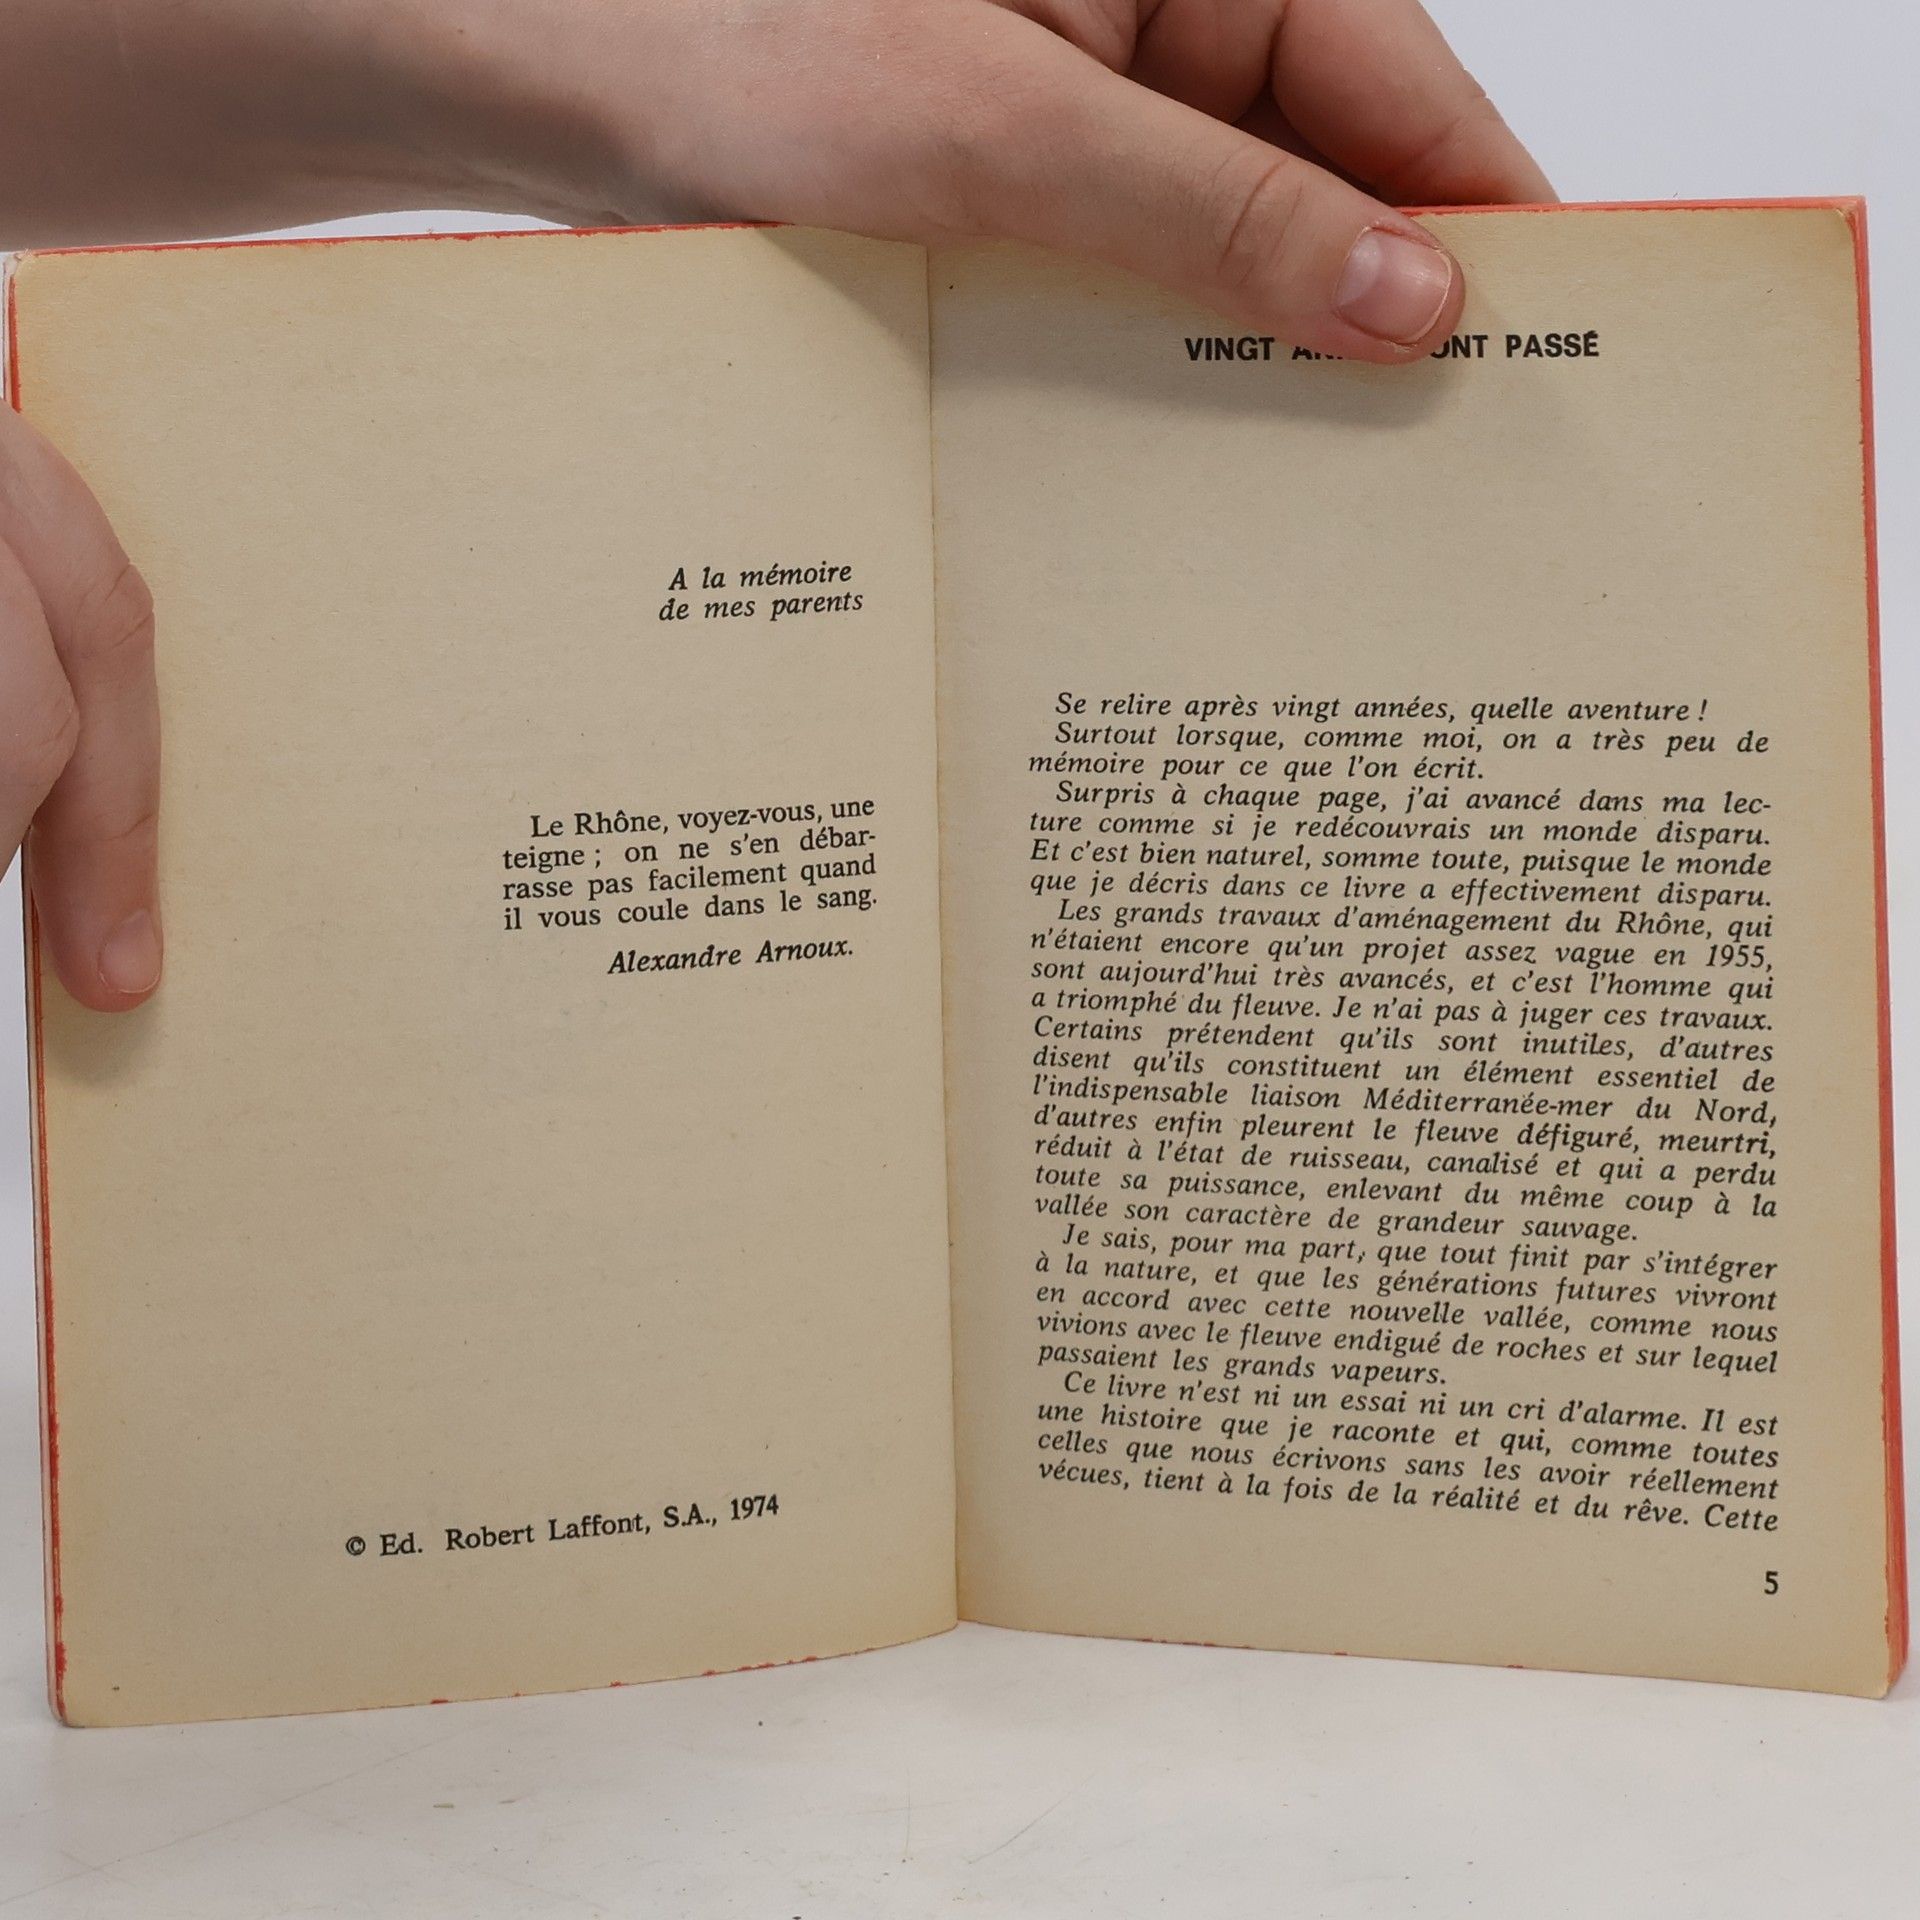 A la mémoire
de mes parents
Le Rhône, voyez-vous, une
teigne ; on ne s'en débar-
rasse pas facilement quand
il vous coule dans le sang.
Alexandre Arnoux.
© Ed. Robert Laffont, S.A., 1974
VINGT ONT PASSÉ
Se relire après vingt années, quelle aventure !
Surtout lorsque, comme moi, on a très peu de
mémoire pour ce que l'on écrit.
Surpris à chaque page, j'ai avancé dans ma lec-
ture comme si je redécouvrais un monde disparu.
Et c'est bien naturel, somme toute, puisque le monde
que je décris dans ce livre a effectivement disparu.
Les grands travaux d'aménagement du Rhône, qui
n'étaient encore qu'un projet assez vague en 1955,
sont aujourd'hui très avancés, et c'est l'homme qui
a triomphé du fleuve. Je n'ai pas à juger ces travaux.
Certains prétendent qu'ils sont inutiles, d'autres
disent qu'ils constituent un élément essentiel de
l'indispensable liaison Méditerranée-mer du Nord,
d'autres enfin pleurent le fleuve défiguré, meurtri,
réduit à l'état de ruisseau, canalisé et qui a perdu
toute sa puissance, enlevant du même coup à la
vallée son caractère de grandeur sauvage.
Je sais, pour ma part, que tout finit par s'intégrer
à la nature, et que les générations futures vivront
en accord avec cette nouvelle vallée, comme nous
vivions avec le fleuve endigué de roches et sur lequel
passaient les grands vapeurs.
Ce livre n'est ni un essai ni un cri d'alarme. Il est
une histoire que je raconte et qui, comme toutes
celles que nous écrivons sans les avoir réellement
vécues, tient à la fois de la réalité et du rêve. Cette
5